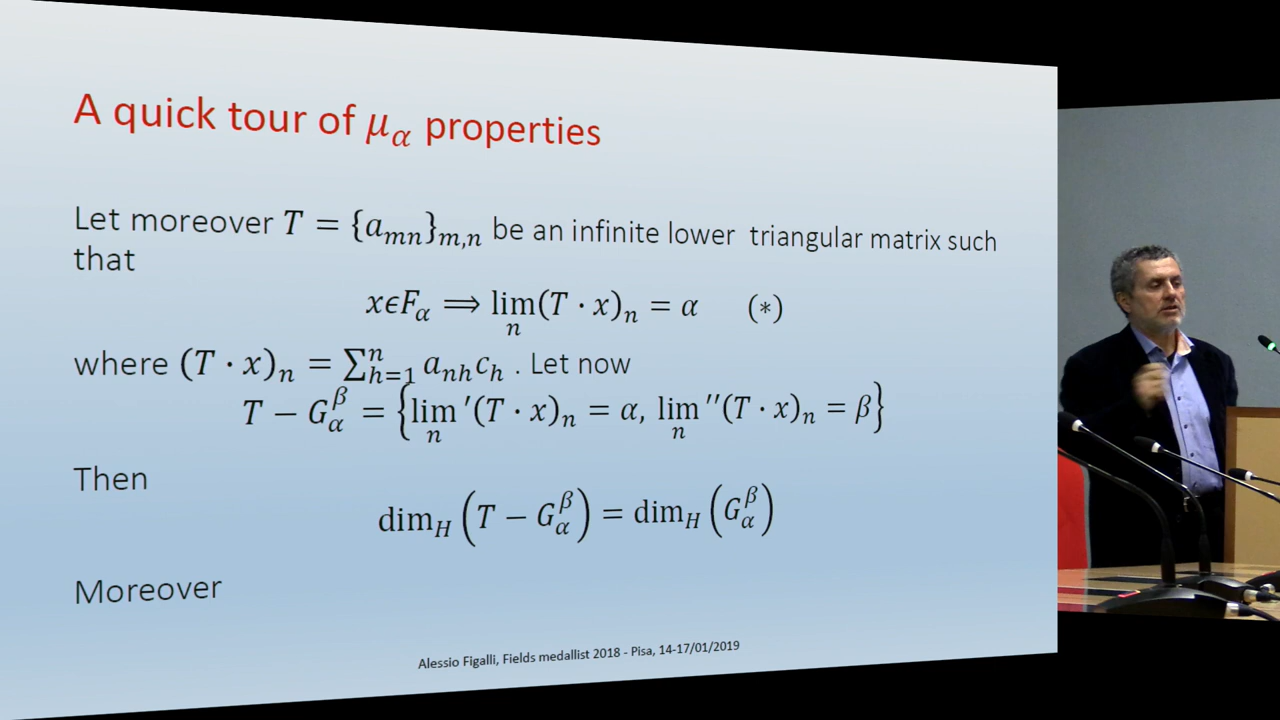 A quick tour of μ_α properties
Let moreover T = {a_mn}_m,n be an infinite lower triangular matrix such
that
xϵF_α ⟹ lim_n (T · x)_n = α (*)
where (T · x)_n = ∑_{h=1}^n a_nh c_h . Let now
T − G_α^β = {lim_n ′(T · x)_n = α, lim_n ″(T · x)_n = β}
Then
dim_H (T − G_α^β) = dim_H (G_α^β)
Moreover
Alessio Figalli, Fields medallist 2018 - Pisa, 14-17/01/2019